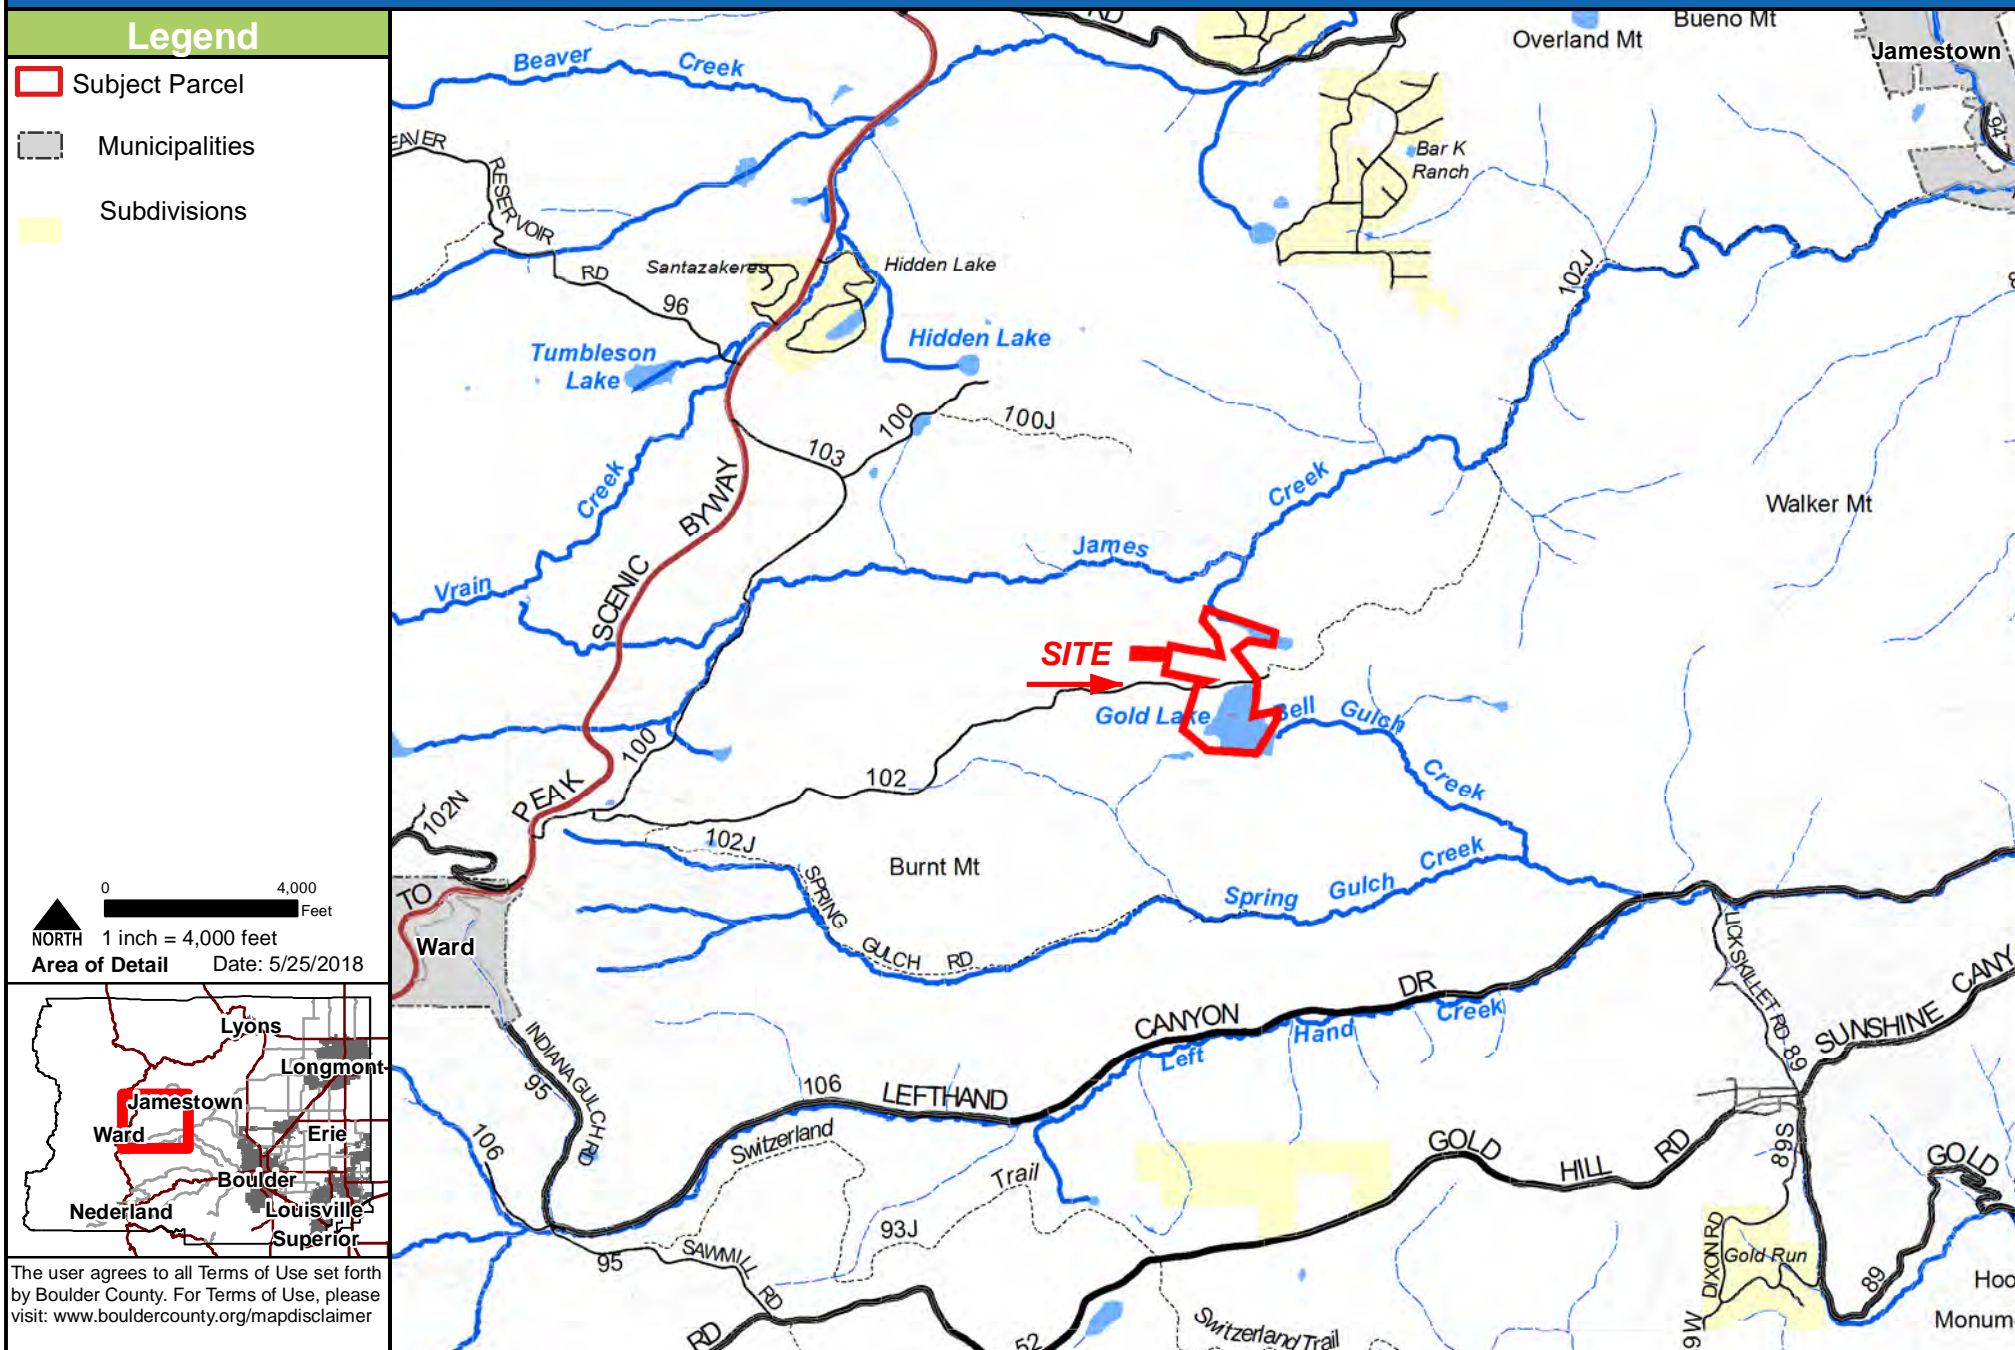 Legend
Subject Parcel
Municipalities
Subdivisions
0 4,000
Feet
NORTH
1 inch = 4,000 feet
Area of Detail Date: 5/25/2018
Lyons
Longmont
Jamestown
Ward
Erie
Boulder
Nederland
Louisville
Superior
The user agrees to all Terms of Use set forth
by Boulder County. For Terms of Use, please
visit: www.bouldercounty.org/mapdisclaimer
RD
Overland Mt
Bueno Mt
Jamestown
94
Beaver Creek
EAVER
RESERVOIR
RD
96
Bar K
Ranch
Santazakeres
Hidden Lake
Hidden Lake
Tumbleson
Lake
102J
100
100J
103
Creek
BYWAY
Creek
Walker Mt
James
Vrain
SCENIC
SITE
Gold Lake
Bell Gulch
100
PEAK
102
Creek
102N
102J
Burnt Mt
Creek
SPRING
Spring Gulch
TO
Ward
GULCH RD
LICKSKILLET RD
89
SUNSHINE CANY
DR
CANYON
Hand
Creek
Left
INDIANA GULCH RD
95
106
LEFTHAND
106
Switzerland
Trail
GOLD HILL RD
89S
GOLD
93J
95
SAWMILL
RD
DIXON RD
Gold Run
89
Hoo
Monum
RD
52
Switzerland Trail
9W